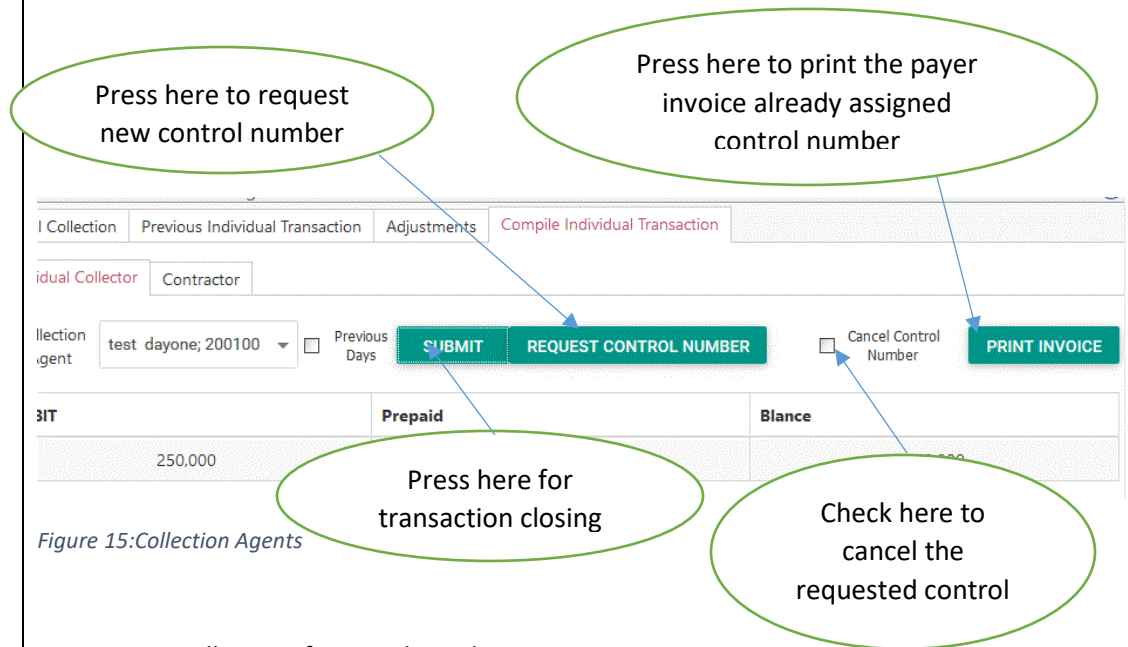 Press here to request
new control number
Press here to print the payer
invoice already assigned
control number
l Collection Previous Individual Transaction Adjustments Compile Individual Transaction
idual Collector Contractor
llection
gent
test dayone; 200100
Previous
Days
SUBMIT
REQUEST CONTROL NUMBER
Cancel Control
Number
PRINT INVOICE
BIT Prepaid Blance
250,000
Press here for
transaction closing
Check here to
cancel the
requested control
Figure 15:Collection Agents